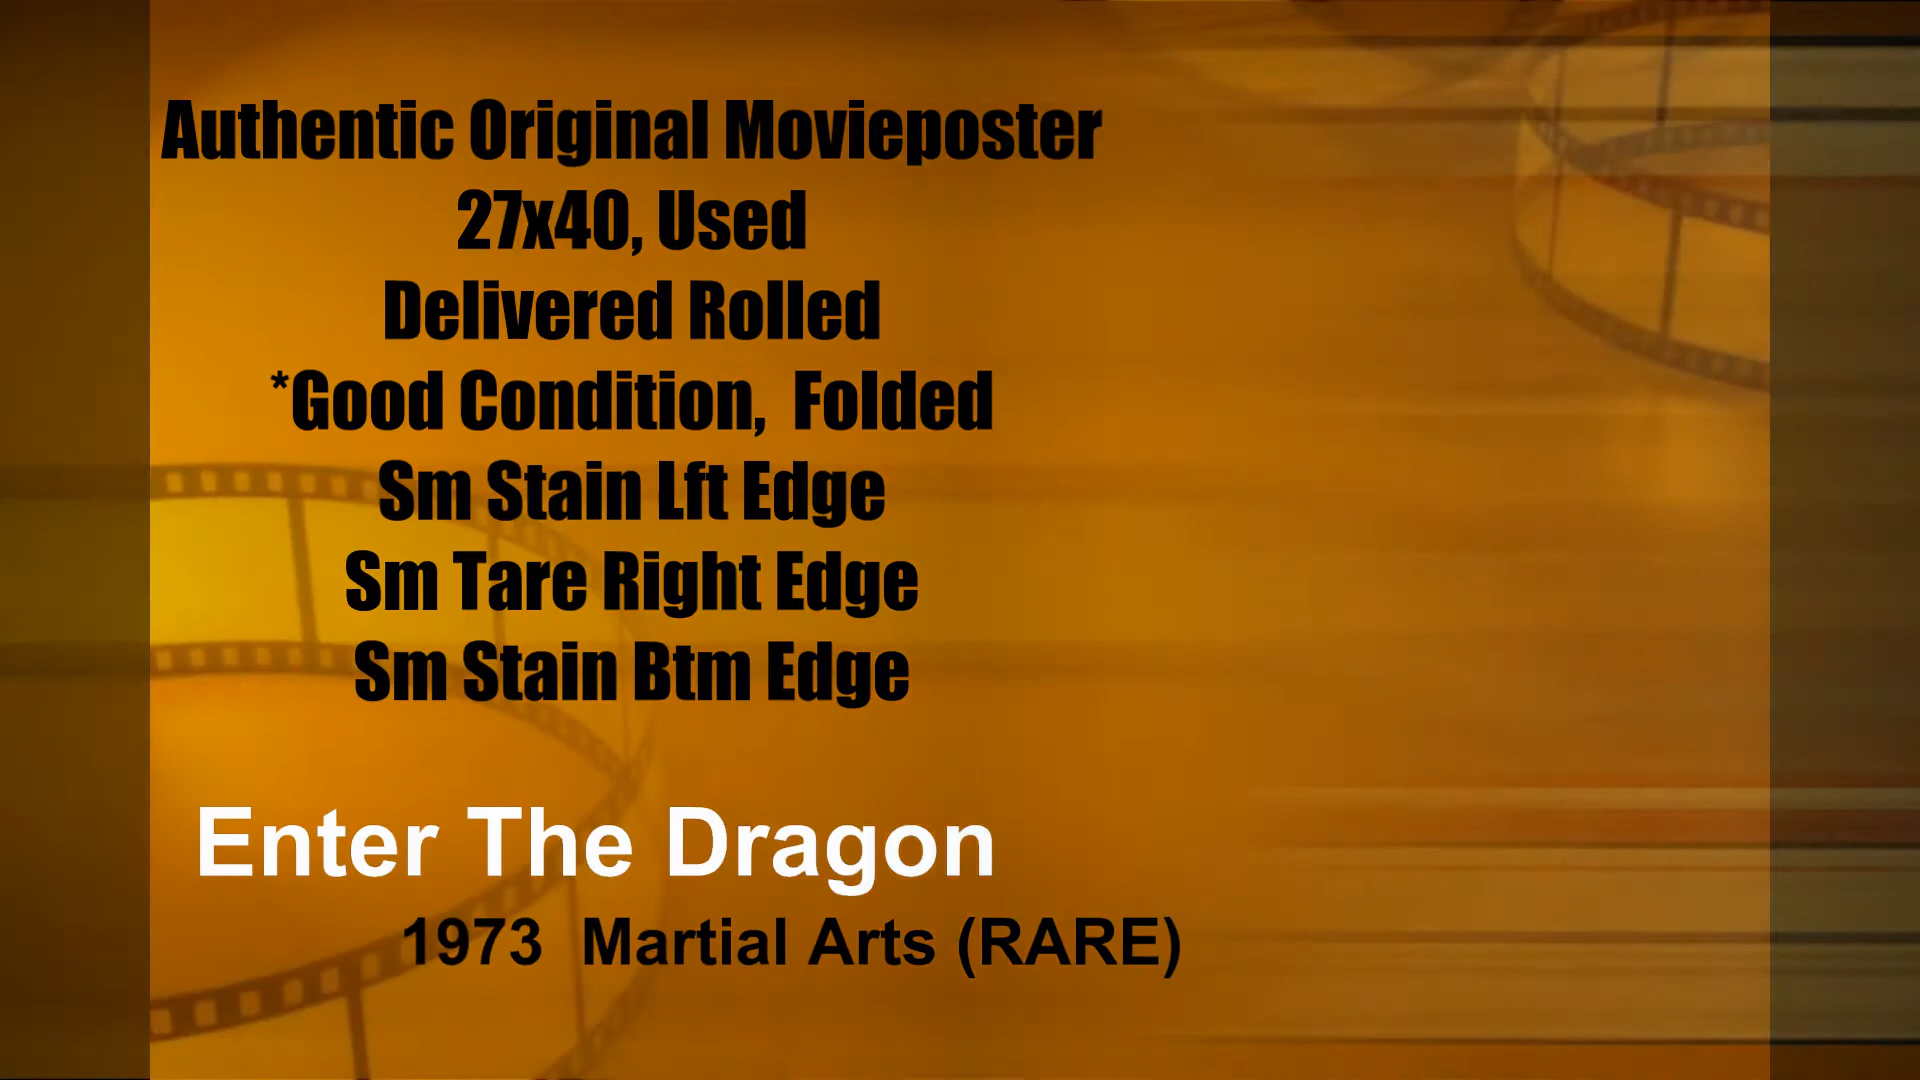 Authentic Original Movieposter
27x40, Used
Delivered Rolled
*Good Condition,  Folded
Sm Stain Lft Edge
Sm Tare Right Edge
Sm Stain Btm Edge
Enter The Dragon
1973  Martial Arts (RARE)